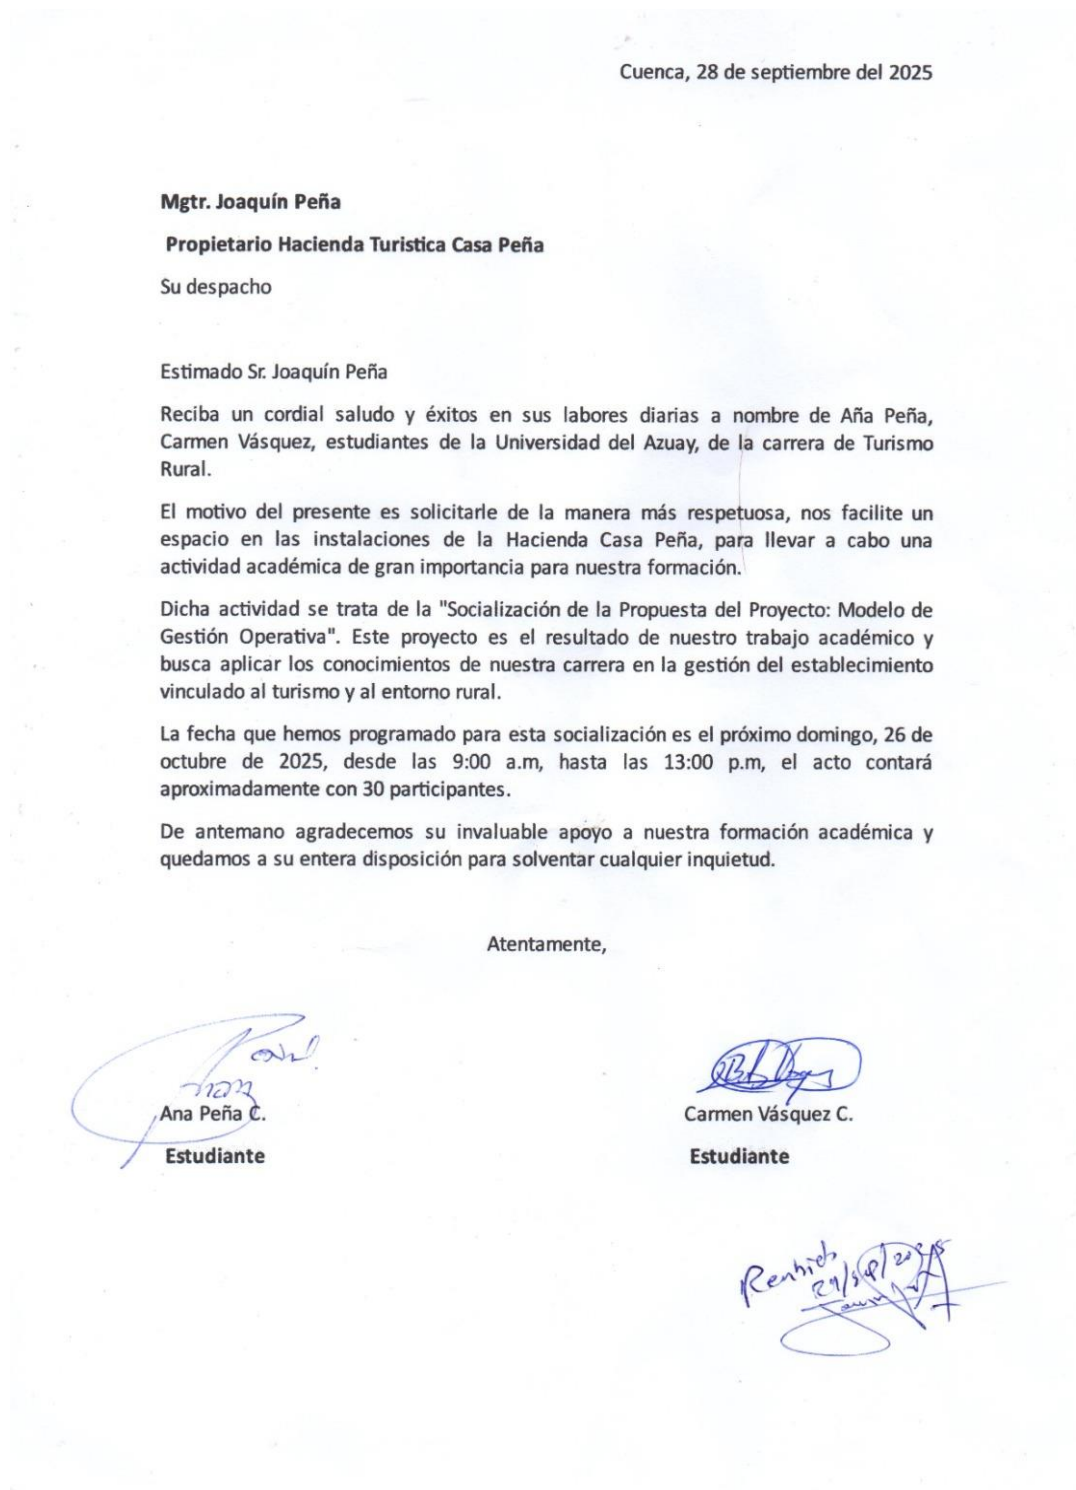 Cuenca, 28 de septiembre del 2025
Mgtr. Joaquín Peña
Propietario Hacienda Turistica Casa Peña
Su despacho
Estimado Sr. Joaquín Peña
Reciba un cordial saludo y éxitos en sus labores diarias a nombre de Aña Peña,
Carmen Vásquez, estudiantes de la Universidad del Azuay, de la carrera de Turismo
Rural.
El motivo del presente es solicitarle de la manera más respetuosa, nos facilite un
espacio en las instalaciones de la Hacienda Casa Peña, para llevar a cabo una
actividad académica de gran importancia para nuestra formación.
Dicha actividad se trata de la "Socialización de la Propuesta del Proyecto: Modelo de
Gestión Operativa". Este proyecto es el resultado de nuestro trabajo académico y
busca aplicar los conocimientos de nuestra carrera en la gestión del establecimiento
vinculado al turismo y al entorno rural.
La fecha que hemos programado para esta socialización es el próximo domingo, 26 de
octubre de 2025, desde las 9:00 a.m, hasta las 13:00 p.m, el acto contará
aproximadamente con 30 participantes.
De antemano agradecemos su invaluable apoyo a nuestra formación académica y
quedamos a su entera disposición para solventar cualquier inquietud.
Atentamente,
Ana Peña C.
Carmen Vásquez C.
Estudiante
Estudiante